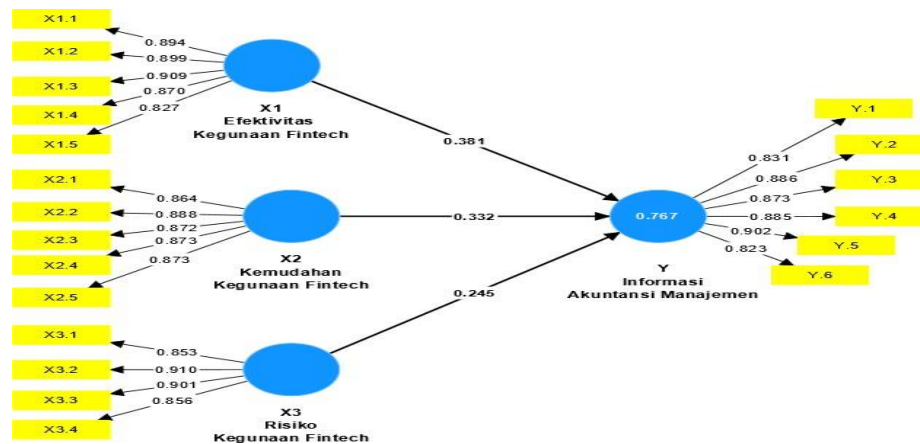 X1.1
X1.2
X1.3
X1.4
X1.5
0.894
0.899
0.909
0.870
0.827
X1
Efektivitas
Kegunaan Fintech
0.381
X2.1
X2.2
X2.3
X2.4
X2.5
0.864
0.888
0.872
0.873
0.873
X2
Kemudahan
Kegunaan Fintech
0.332
X3.1
X3.2
X3.3
X3.4
0.853
0.910
0.901
0.856
X3
Risiko
Kegunaan Fintech
0.245
0.767
Y
Informasi
Akuntansi Manajemen
0.831
0.886
0.873
0.885
0.902
0.823
Y.1
Y.2
Y.3
Y.4
Y.5
Y.6